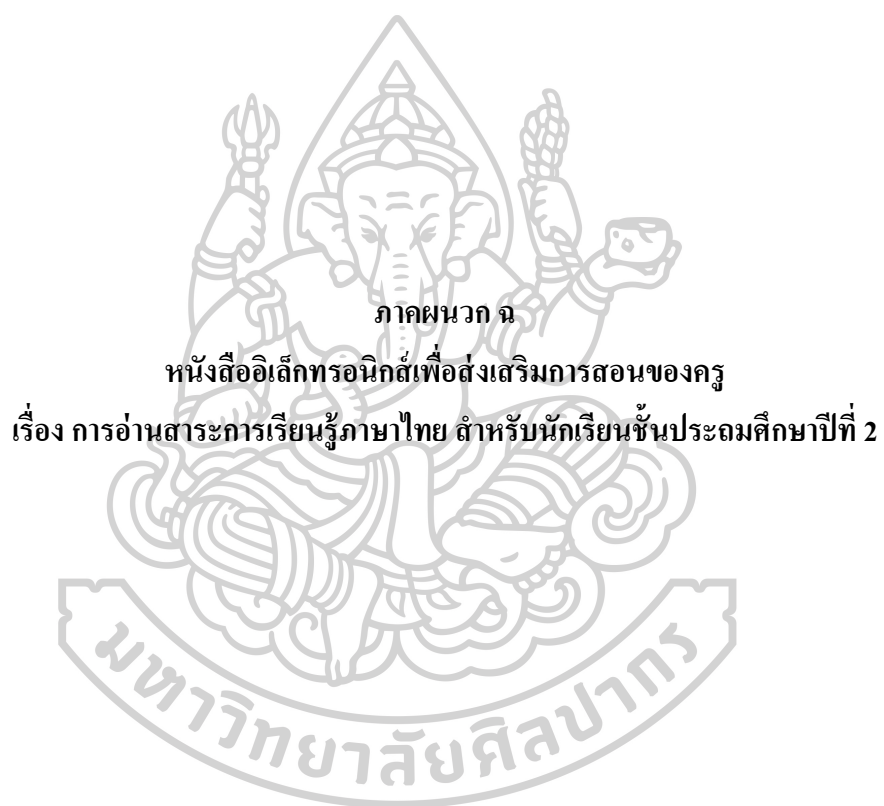 ภาคผนวก ฉ
หนังสืออิเล็กทรอนิกส์เพื่อส่งเสริมการสอนของครู
เรื่อง การอ่านสาระการเรียนรู้ภาษาไทย สำหรับนักเรียนชั้นประถมศึกษาปีที่ 2
มหาวิทยาลัยศิลปากร